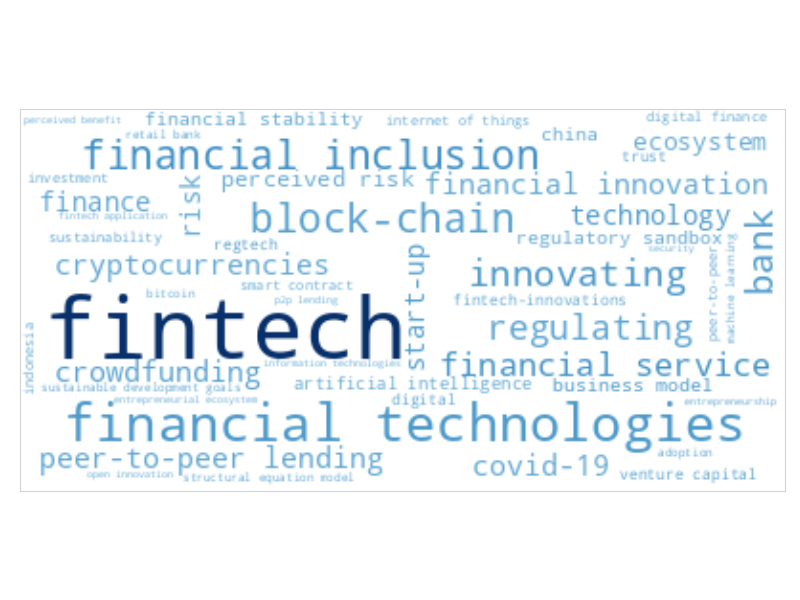 perceived benefit
financial stability
internet of things
digital finance
retail bank
china
ecosystem
financial inclusion
trust
investment
risk
perceived risk
financial innovation
finance
fintech application
block-chain
technology
bank
sustainability
regtech
regulatory sandbox
security
cryptocurrencies
start-up
innovating
peer-to-peer
machine learning
smart contract
bitcoin
p2p lending
fintech-innovations
fintech
regulating
indonesia
crowdfunding
information technologies
financial service
sustainable development goals
artificial intelligence
business model
entrepreneurial ecosystem
digital
entrepreneurship
financial technologies
peer-to-peer lending
covid-19
adoption
open innovation
structural equation model
venture capital